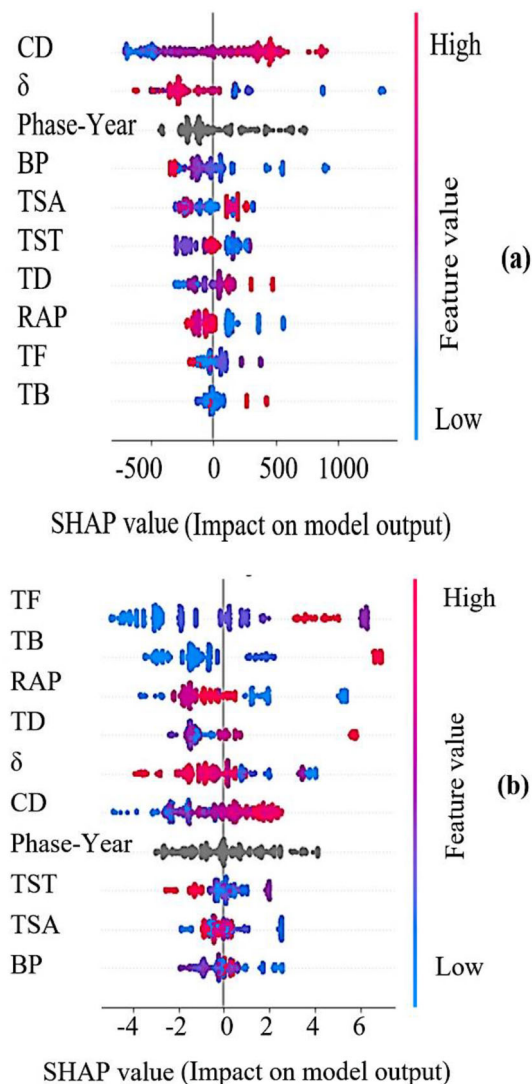 CD
High
δ
Phase-Year
BP
TSA
TST
TD
RAP
TF
TB
Feature value
(a)
Low
-500 0 500 1000
SHAP value (Impact on model output)
TF
High
TB
RAP
TD
δ
CD
Phase-Year
TST
TSA
BP
Feature value
(b)
Low
-4 -2 0 2 4 6
SHAP value (Impact on model output)